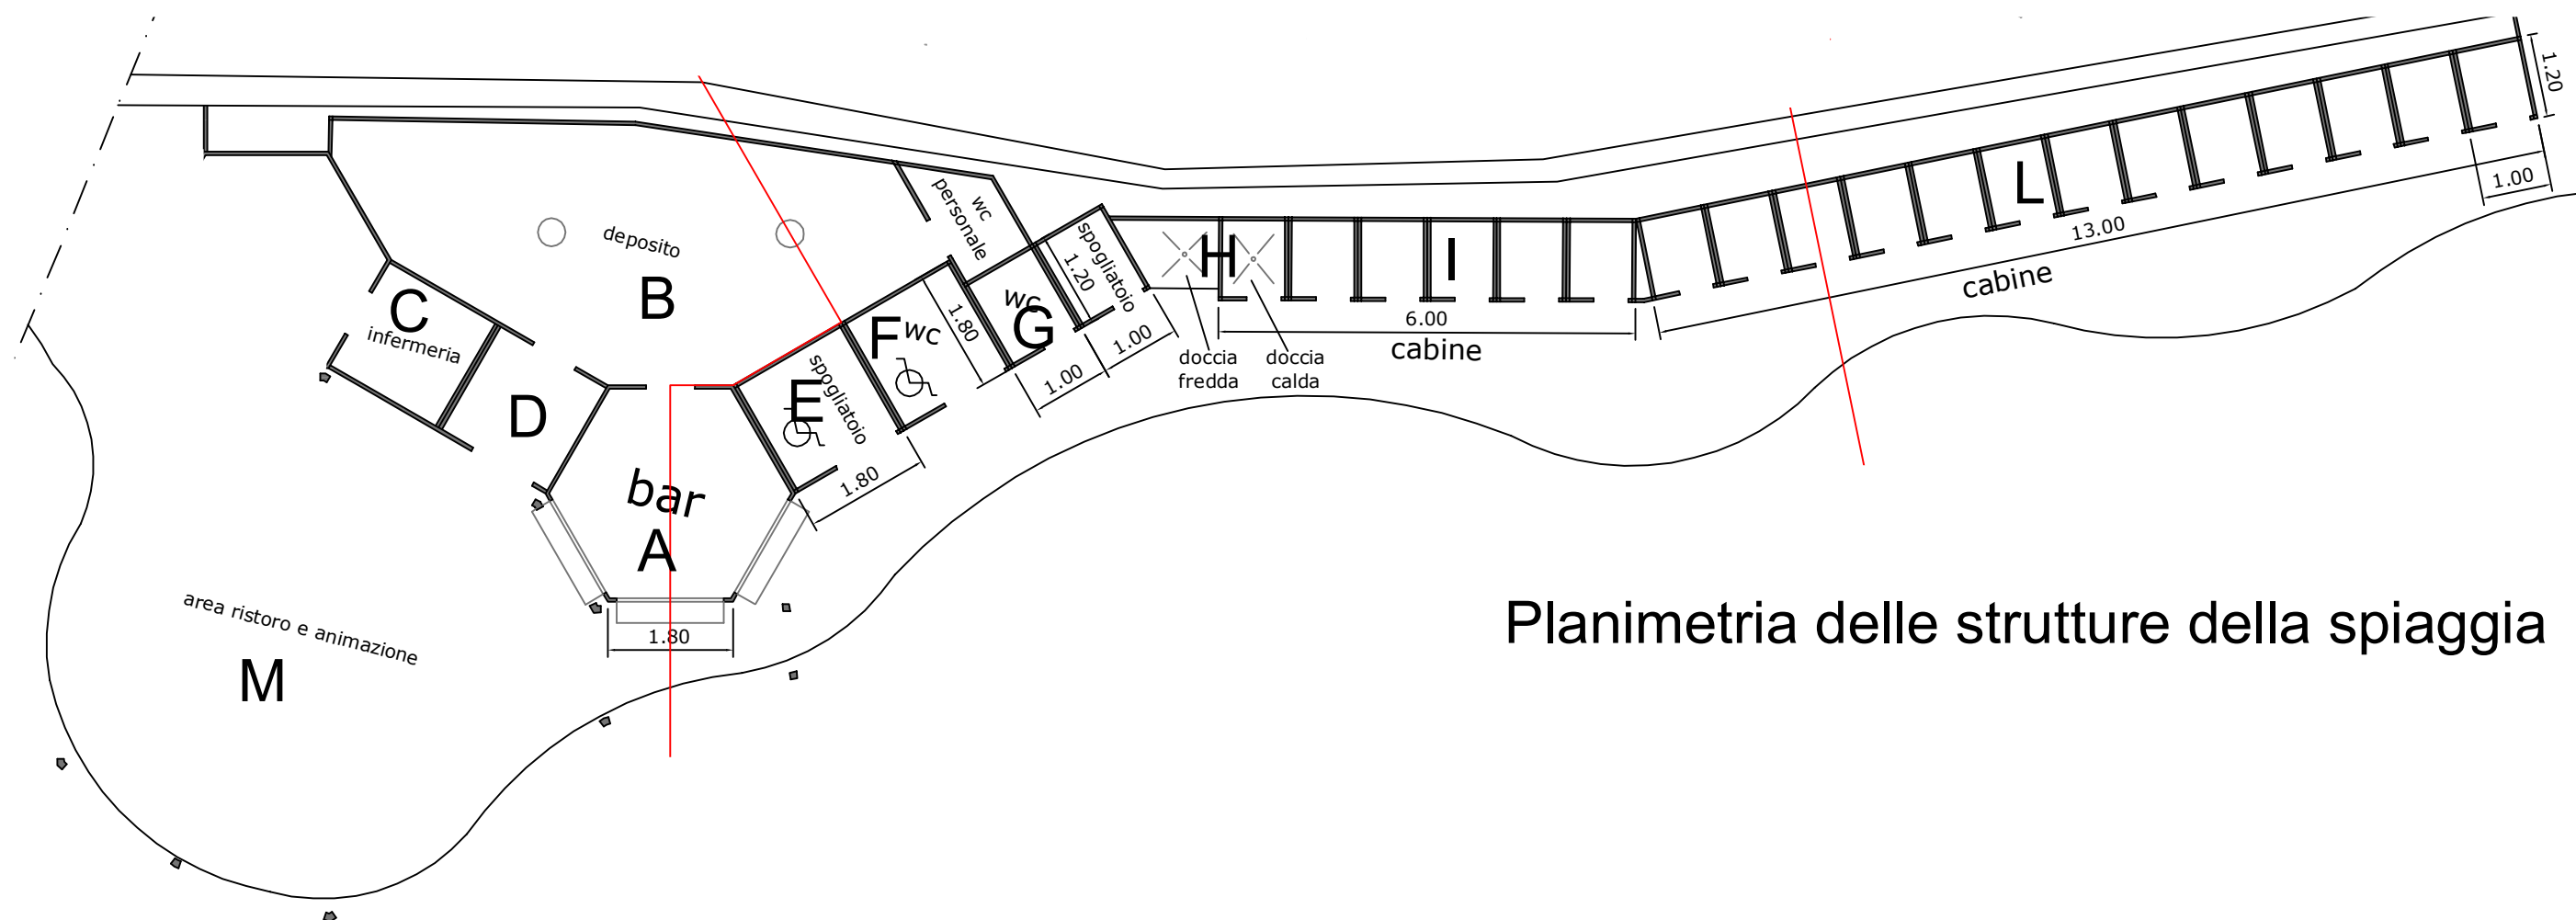 wc
personale
deposito
B
C
infermeria
D
bar
A
1.80
E
spogliatoio
1.80
F
wc
1.80
wc
G
1.00
spogliatoio
1.20
1.00
H
doccia
fredda
doccia
calda
I
6.00
cabine
L
13.00
cabine
1.00
1.20
area ristoro e animazione
M
Planimetria delle strutture della spiaggia